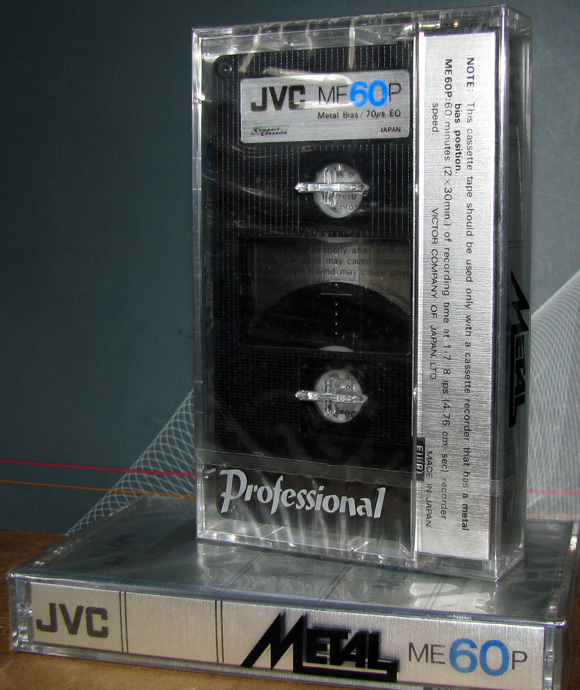 JVC ME60P
Metal Bias/70µs EQ
Compact Cassette
JAPAN
NOTE: This cassette tape should be used only with a cassette recorder that has a metal
bias position.
ME60P:60 minutes (2×30min.) of recording time at 1 7/8 ips (4.76 cm/sec) recorder
speed.
VICTOR COMPANY OF JAPAN, LTD.
MADE IN JAPAN
METAL
Professional
JVC METAL ME60P